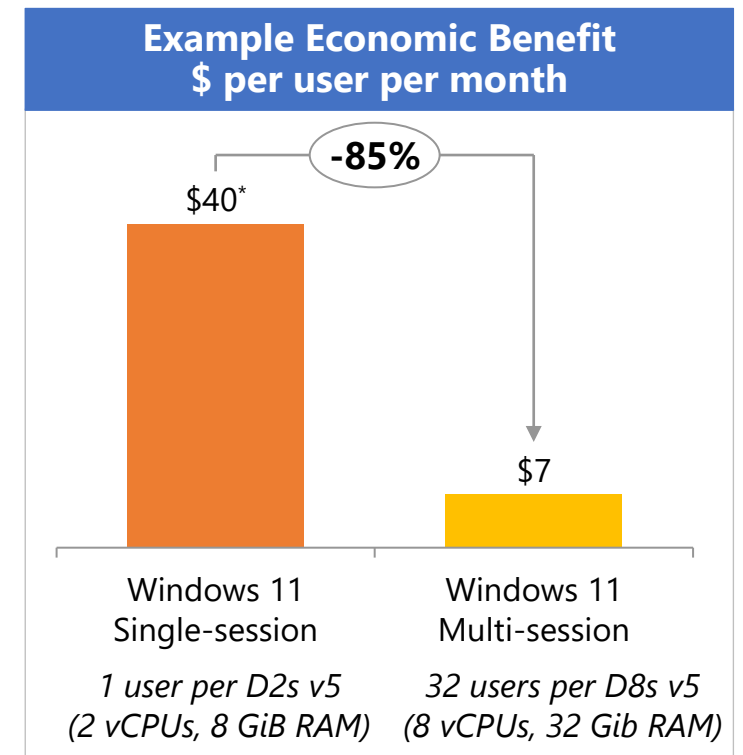 Example Economic Benefit
$ per user per month
-85%
$40*
$7
Windows 11
Single-session
Windows 11
Multi-session
1 user per D2s v5
(2 vCPUs, 8 GiB RAM)
32 users per D8s v5
(8 vCPUs, 32 Gib RAM)